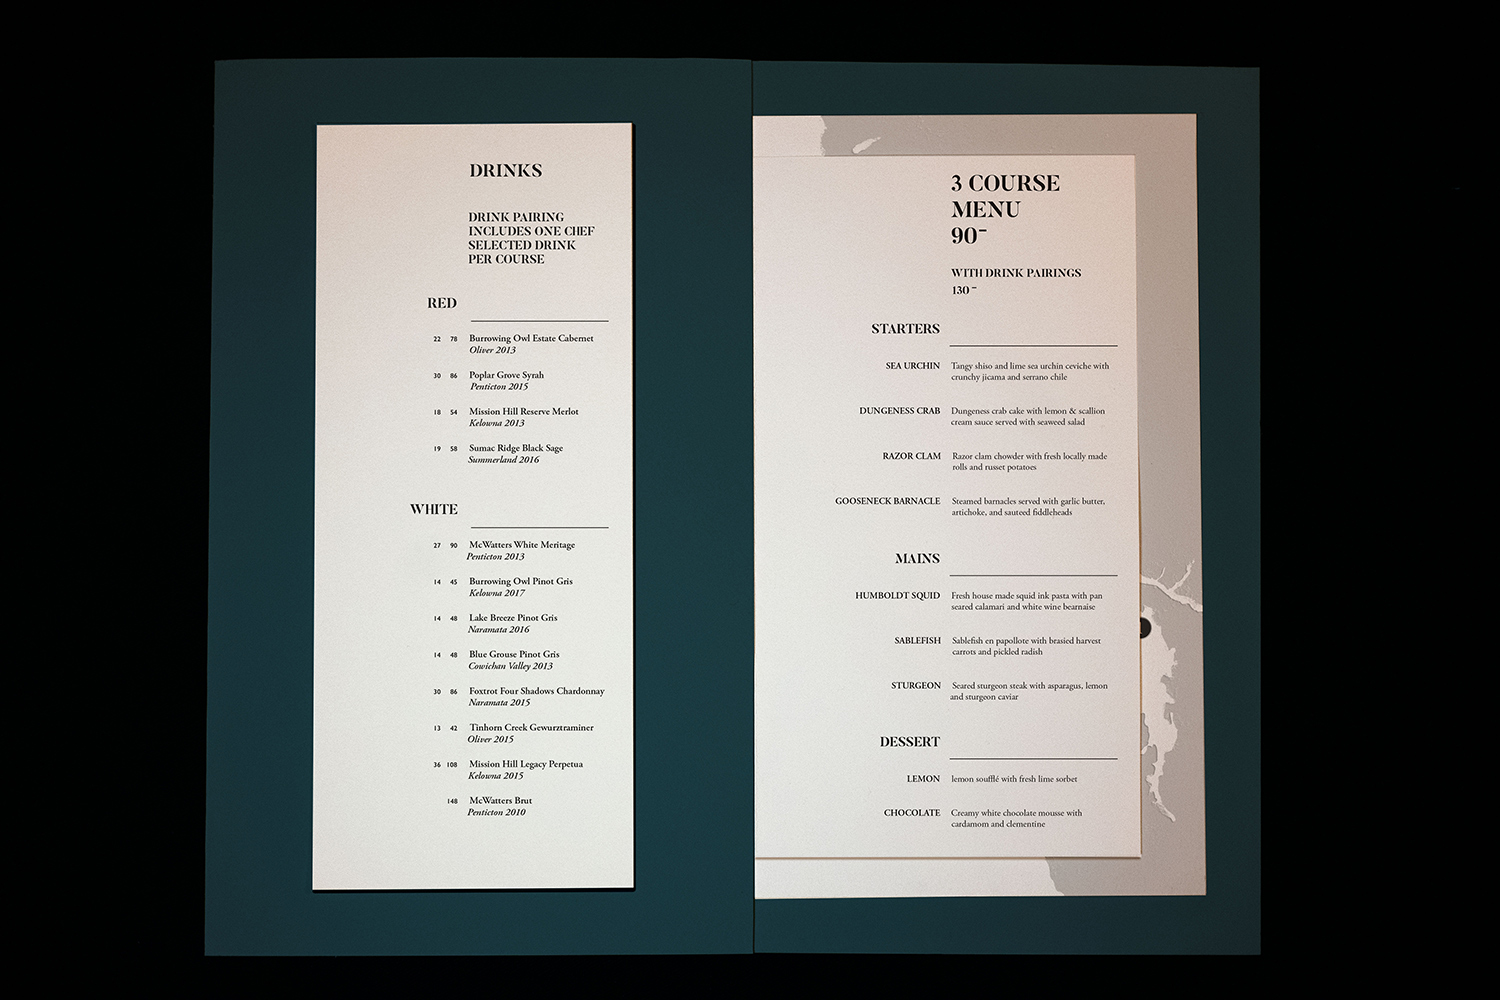 DRINKS
DRINK PAIRING
INCLUDES ONE CHEF
SELECTED DRINK
PER COURSE
RED
22 78 Burrowing Owl Estate Cabernet
Oliver 2013
30 86 Poplar Grove Syrah
Penticton 2015
18 54 Mission Hill Reserve Merlot
Kelowna 2013
19 58 Sumac Ridge Black Sage
Summerland 2016
WHITE
27 90 McWatters White Meritage
Penticton 2013
14 45 Burrowing Owl Pinot Gris
Kelowna 2017
14 48 Lake Breeze Pinot Gris
Naramata 2016
14 48 Blue Grouse Pinot Gris
Cowichan Valley 2013
30 86 Foxtrot Four Shadows Chardonnay
Naramata 2015
13 42 Tinhorn Creek Gewurztraminer
Oliver 2015
36 108 Mission Hill Legacy Perpetua
Kelowna 2015
148 McWatters Brut
Penticton 2010
3 COURSE
MENU
90-
WITH DRINK PAIRINGS
130 -
STARTERS
SEA URCHIN Tangy shiso and lime sea urchin ceviche with
crunchy jicama and serrano chile
DUNGENESS CRAB Dungeness crab cake with lemon & scallion
cream sauce served with seaweed salad
RAZOR CLAM Razor clam chowder with fresh locally made
rolls and russet potatoes
GOOSENECK BARNACLE Steamed barnacles served with garlic butter,
artichoke, and sauteed fiddleheads
MAINS
HUMBOLDT SQUID Fresh house made squid ink pasta with pan
seared calamari and white wine bearnaise
SABLEFISH Sablefish en papollote with brasied harvest
carrots and pickled radish
STURGEON Seared sturgeon steak with asparagus, lemon
and sturgeon caviar
DESSERT
LEMON lemon soufflé with fresh lime sorbet
CHOCOLATE Creamy white chocolate mousse with
cardamom and clementine